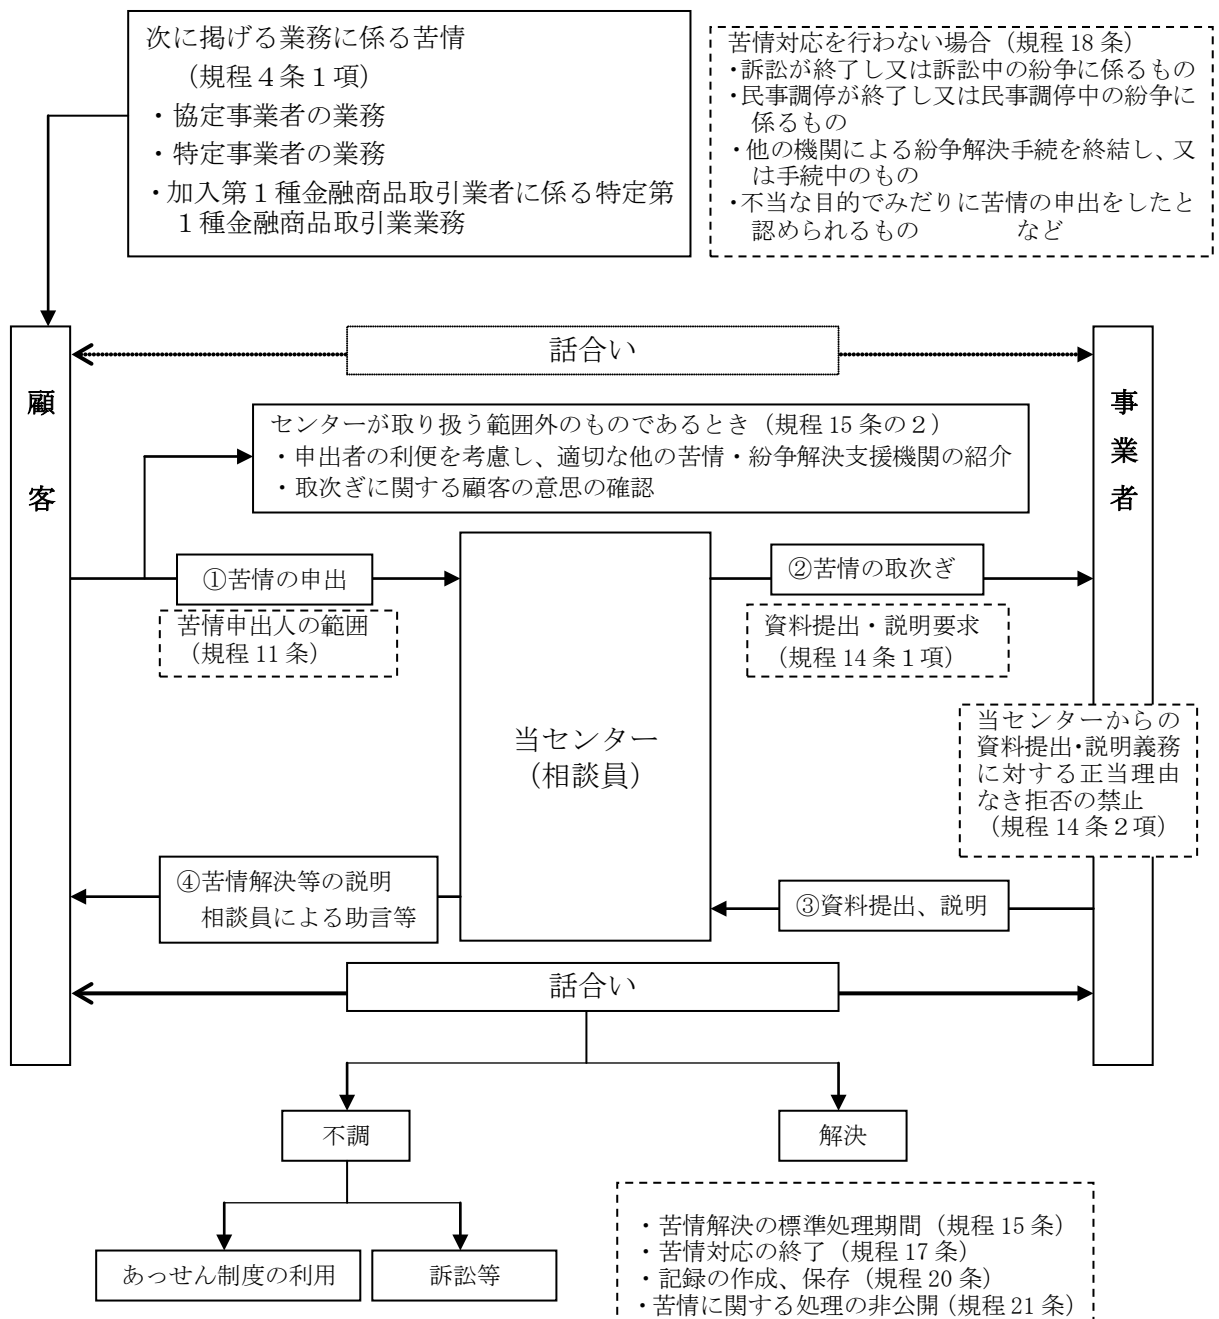 次に掲げる業務に係る苦情
（規程４条１項）
・協定事業者の業務
・特定事業者の業務
・加入第１種金融商品取引業者に係る特定第
１種金融商品取引業業務
苦情対応を行わない場合（規程 18 条）
・訴訟が終了し又は訴訟中の紛争に係るもの
・民事調停が終了し又は民事調停中の紛争に
係るもの
・他の機関による紛争解決手続を終結し、又
は手続中のもの
・不当な目的でみだりに苦情の申出をしたと
認められるもの　　　　など
話合い
顧客
事業者
センターが取り扱う範囲外のものであるとき（規程 15 条の２）
・申出者の利便を考慮し、適切な他の苦情・紛争解決支援機関の紹介
・取次ぎに関する顧客の意思の確認
①苦情の申出
苦情申出人の範囲
（規程 11 条）
当センター
（相談員）
②苦情の取次ぎ
資料提出・説明要求
（規程 14 条１項）
当センターからの
資料提出・説明義務
に対する正当理由
なき拒否の禁止
（規程 14 条２項）
④苦情解決等の説明
相談員による助言等
③資料提出、説明
話合い
不調
解決
あっせん制度の利用
訴訟等
・苦情解決の標準処理期間（規程 15 条）
・苦情対応の終了（規程 17 条）
・記録の作成、保存（規程 20 条）
・苦情に関する処理の非公開（規程 21 条）